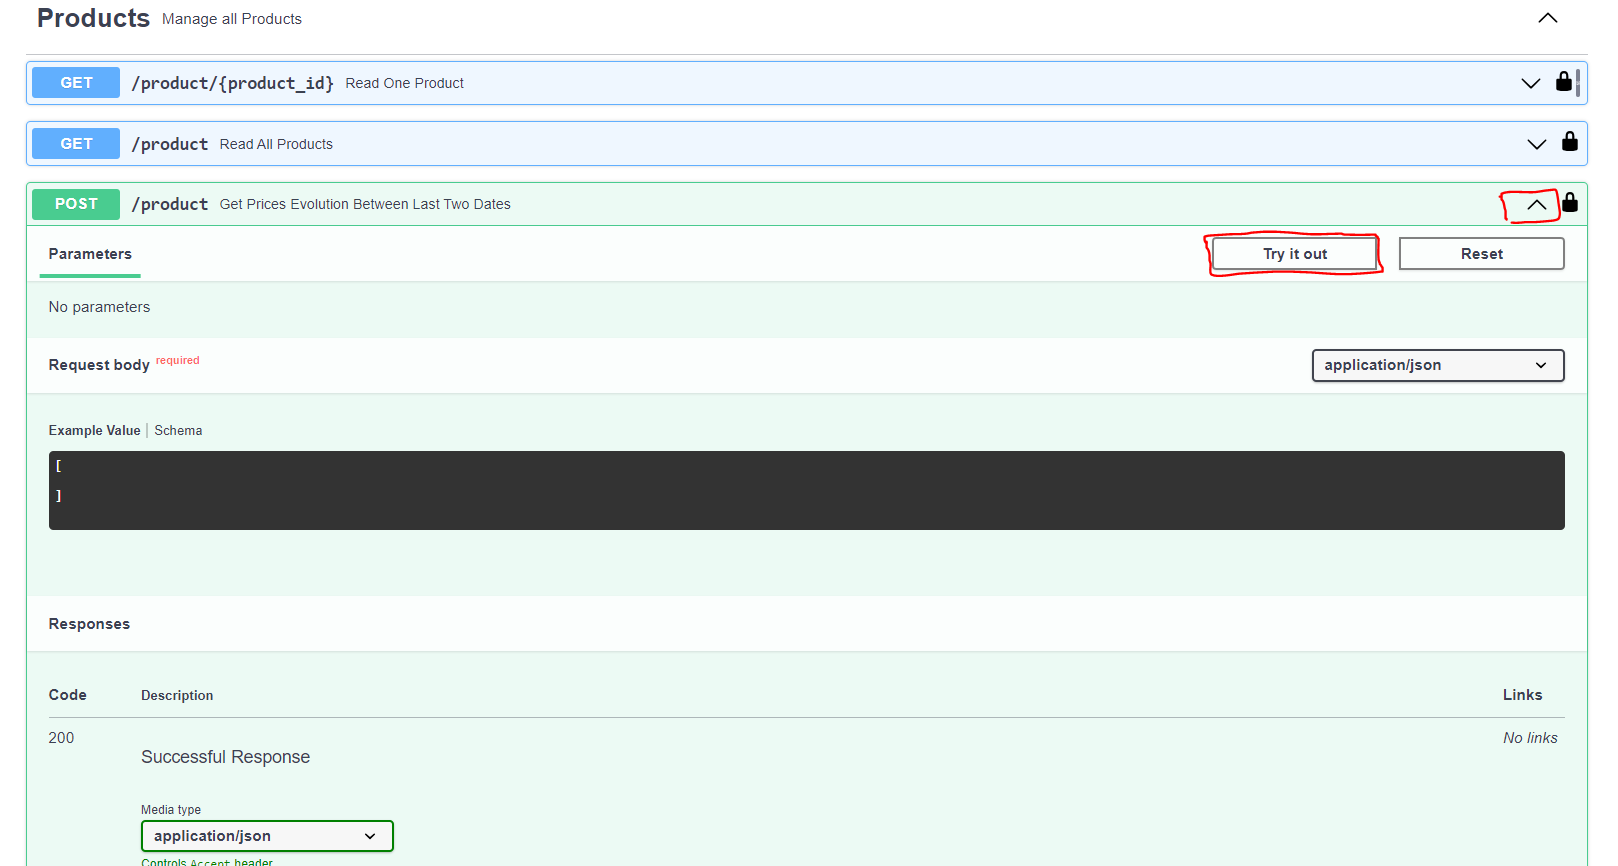 Products Manage all Products
GET /product/{product_id} Read One Product
GET /product Read All Products
POST /product Get Prices Evolution Between Last Two Dates
Parameters Try it out Reset
No parameters
Request body required application/json
Example Value Schema
[
]
Responses
Code Description Links
200 No links
Successful Response
Media type
application/json
Controls Accept header